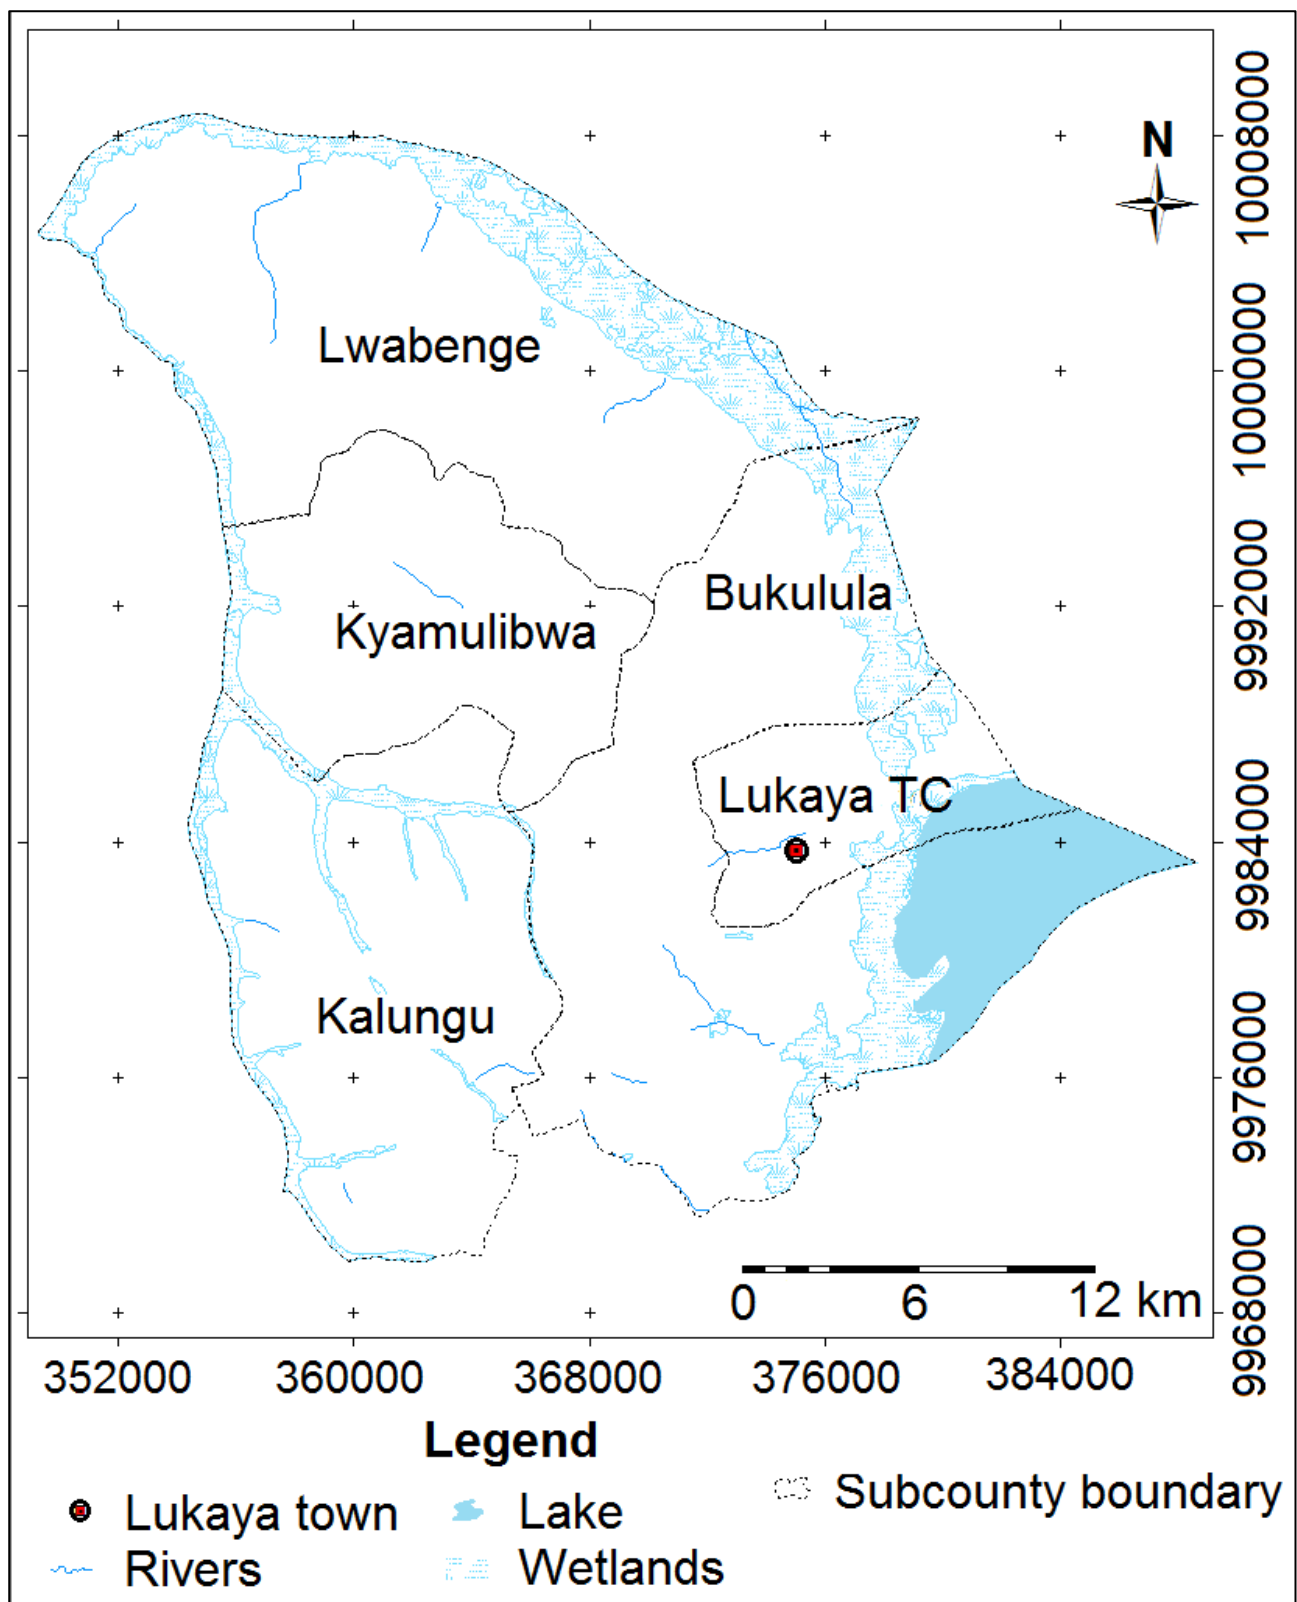 N
10008000
Lwabenge
10000000
Bukulula
9992000
Kyamulibwa
Lukaya TC
9984000
Kalungu
9976000
0 6 12 km
9968000
352000 360000 368000 376000 384000
Legend
Lukaya town Lake Subcounty boundary
Rivers Wetlands